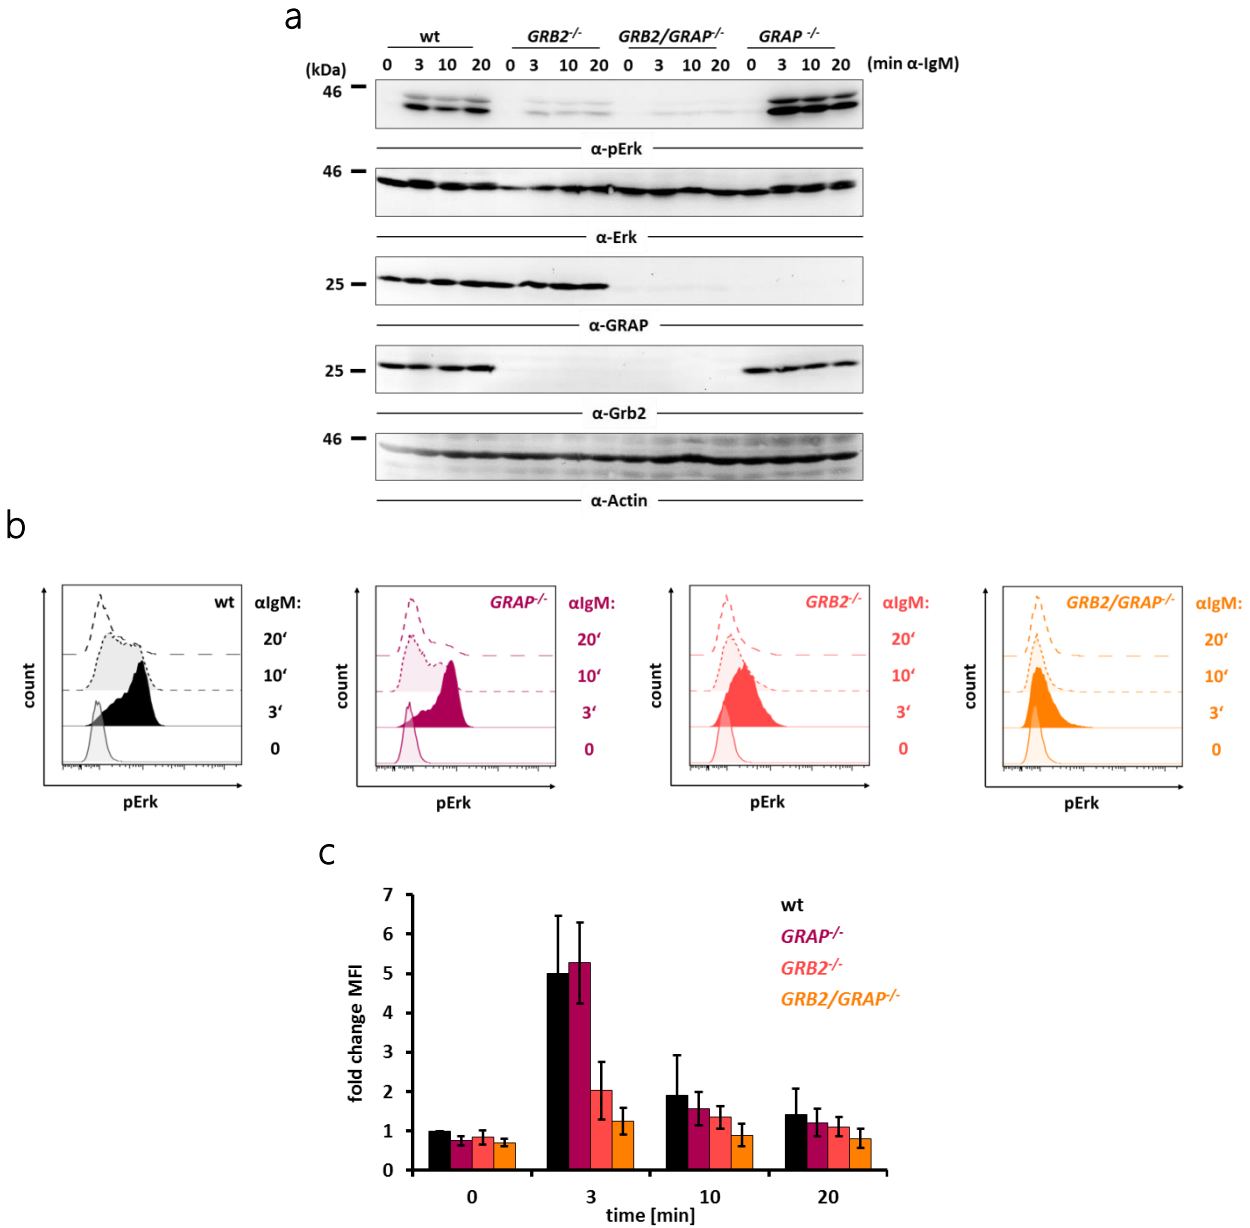 a
wt GRB2-/- GRB2/GRAP-/- GRAP -/-
0 3 10 20 0 3 10 20 0 3 10 20 0 3 10 20 (min α-IgM)
(kDa)
46
α-pErk
46
α-Erk
25
α-GRAP
25
α-Grb2
46
α-Actin
b
wt αIgM:
20‘
10‘
3‘
0
count
pErk
GRAP-/- αIgM:
20‘
10‘
3‘
0
count
pErk
GRB2-/- αIgM:
20‘
10‘
3‘
0
count
pErk
GRB2/GRAP-/- αIgM:
20‘
10‘
3‘
0
count
pErk
c
7
6
5
4
3
2
1
0
fold change MFI
wt
GRAP-/-
GRB2-/-
GRB2/GRAP-/-
0 3 10 20
time [min]